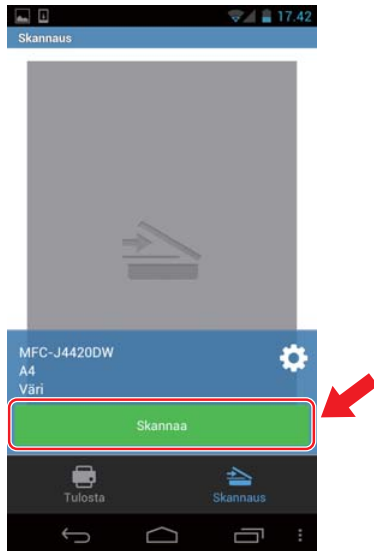 17.42
Skannaus
MFC-J4420DW
A4
Väri
Skannaa
Tulosta
Skannaus